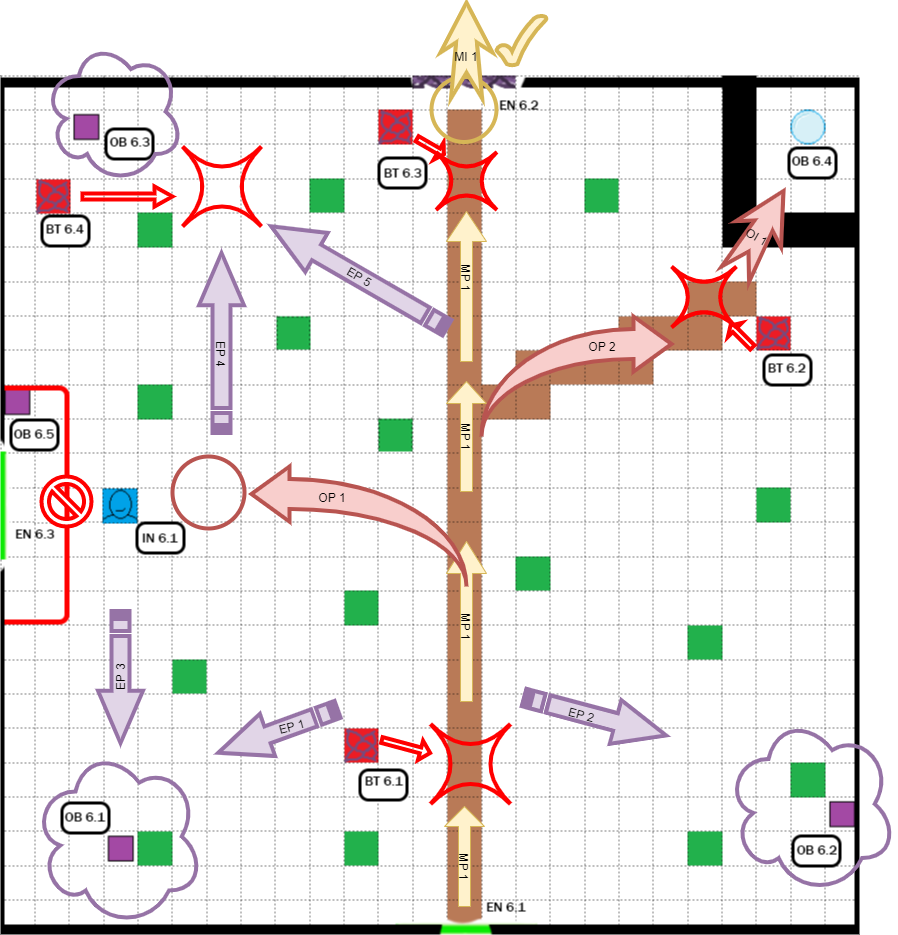 MI 1
EN 6.2
OB 6.3
BT 6.3
OB 6.4
BT 6.4
OI 1
MP 1
EP 5
EP 4
OP 2
BT 6.2
OB 6.5
MP 1
OP 1
EN 6.3
IN 6.1
MP 1
EP 3
EP 1
EP 2
BT 6.1
OB 6.1
OB 6.2
MP 1
EN 6.1